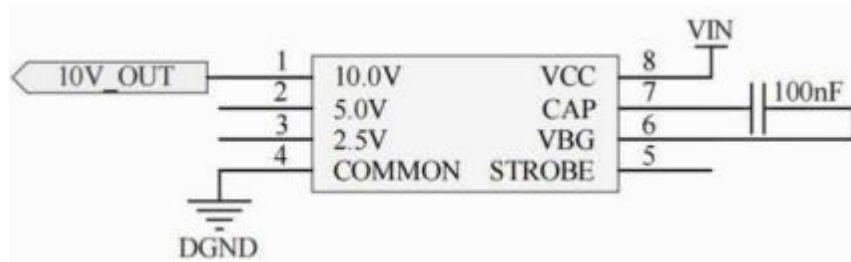 VIN
10V_OUT 1 10.0V VCC 8
2 5.0V CAP 7 100nF
3 2.5V VBG 6
4 COMMON STROBE 5
DGND